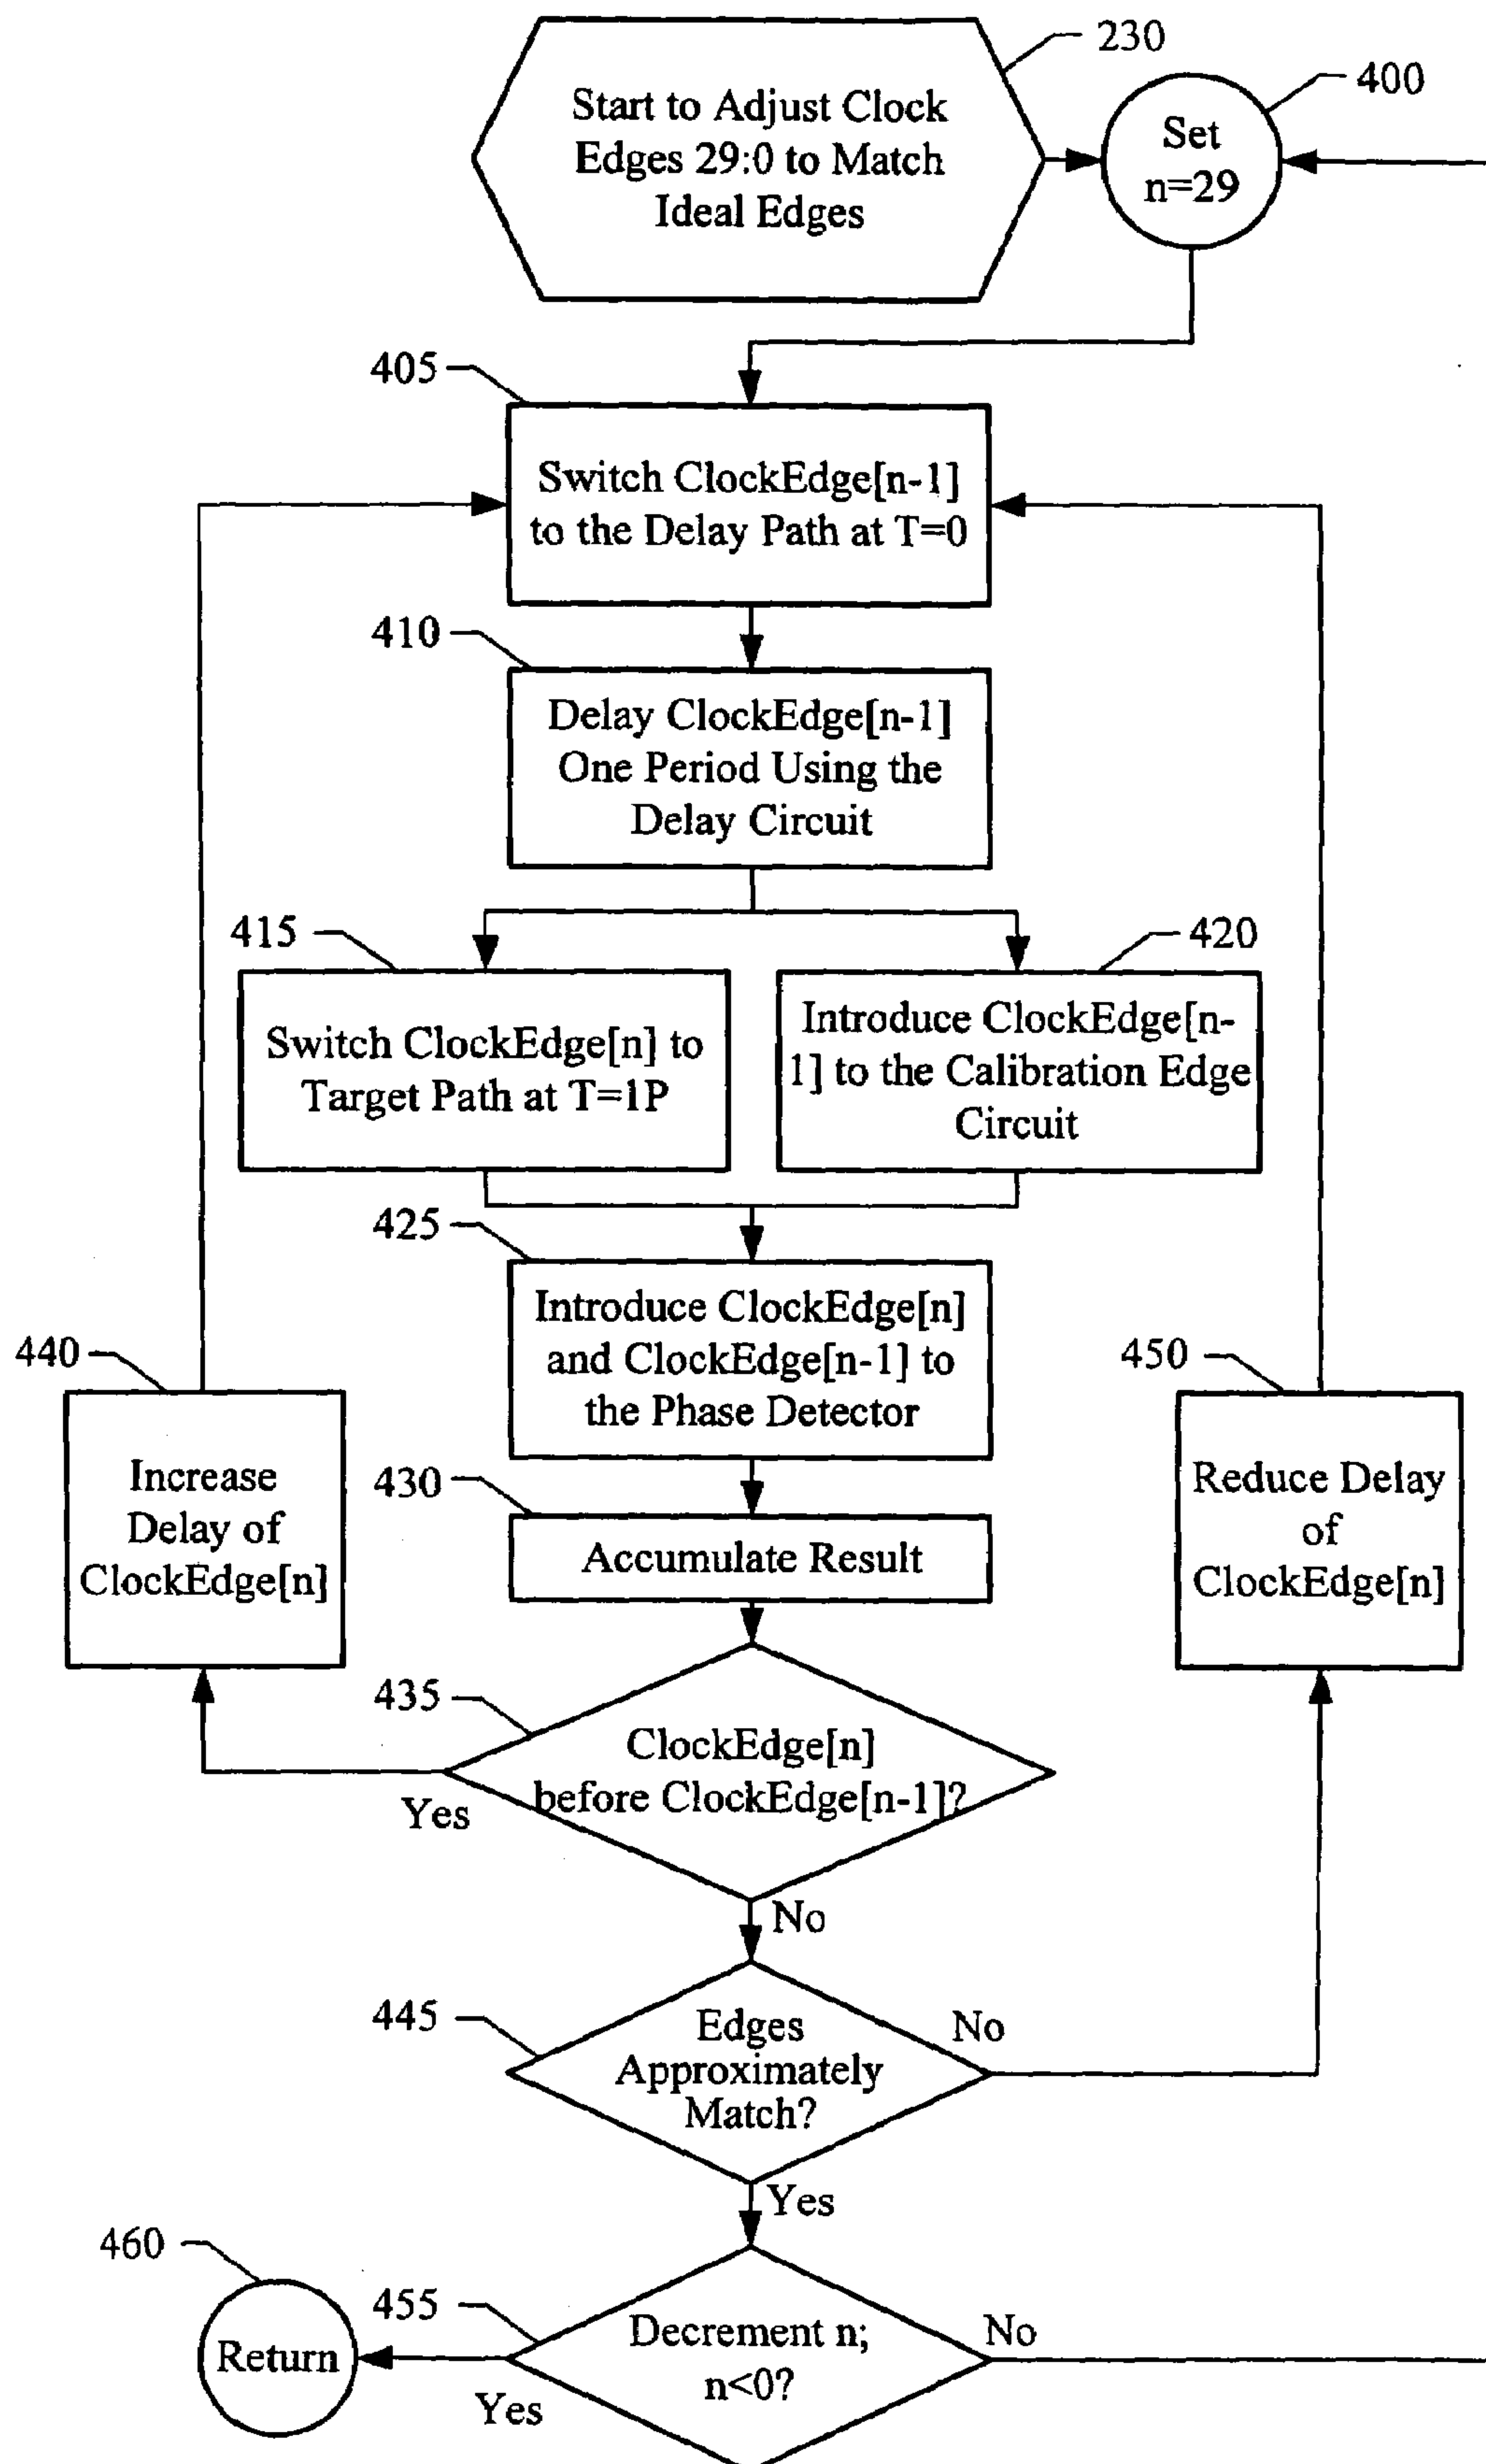 230
400
Start to Adjust Clock
Edges 29:0 to Match
Ideal Edges
Set
n=29
405
Switch ClockEdge[n-1]
to the Delay Path at T=0
410
Delay ClockEdge[n-1]
One Period Using the
Delay Circuit
415
420
Switch ClockEdge[n] to
Target Path at T=1P
Introduce ClockEdge[n-
1] to the Calibration Edge
Circuit
425
Introduce ClockEdge[n]
and ClockEdge[n-1] to
the Phase Detector
440
450
Increase
Delay of
ClockEdge[n]
Reduce Delay
of
ClockEdge[n]
430
Accumulate Result
435
ClockEdge[n]
before ClockEdge[n-1]?
Yes
No
445
Edges
Approximately
Match?
No
Yes
460
Return
455
Decrement n;
n<0?
No
Yes